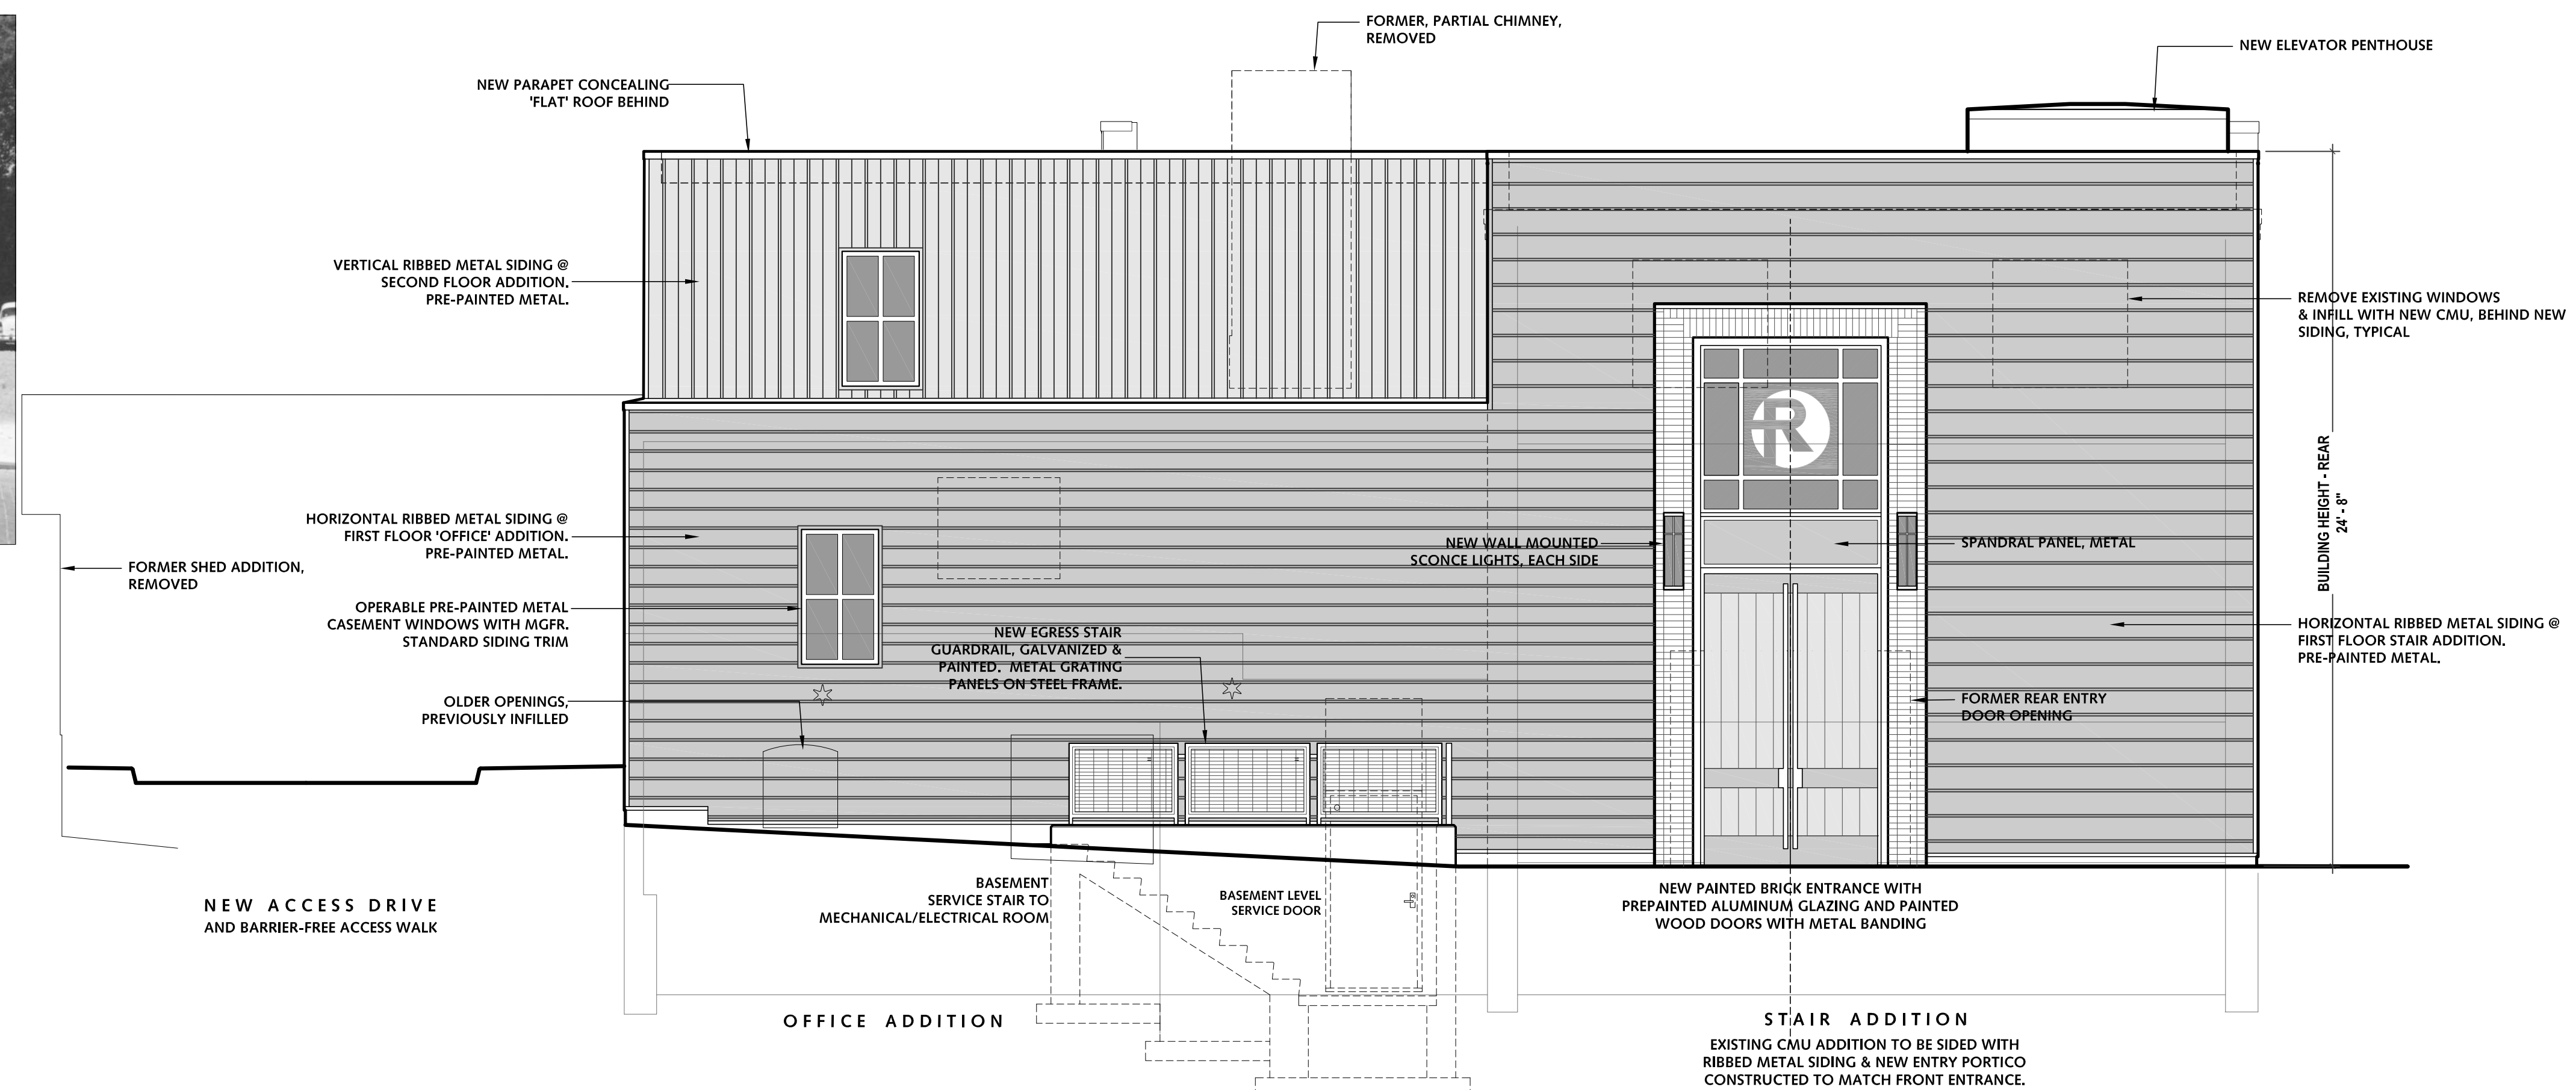 FORMER, PARTIAL CHIMNEY,
REMOVED
NEW ELEVATOR PENTHOUSE
NEW PARAPET CONCEALING
'FLAT' ROOF BEHIND
VERTICAL RIBBED METAL SIDING @
SECOND FLOOR ADDITION.
PRE-PAINTED METAL.
REMOVE EXISTING WINDOWS
& INFILL WITH NEW CMU, BEHIND NEW
SIDING, TYPICAL
R
BUILDING HEIGHT - REAR
24' - 8"
HORIZONTAL RIBBED METAL SIDING @
FIRST FLOOR 'OFFICE' ADDITION.
PRE-PAINTED METAL.
NEW WALL MOUNTED
SCONCE LIGHTS, EACH SIDE
SPANDRAL PANEL, METAL
FORMER SHED ADDITION,
REMOVED
OPERABLE PRE-PAINTED METAL
CASEMENT WINDOWS WITH MGFR.
STANDARD SIDING TRIM
NEW EGRESS STAIR
GUARDRAIL, GALVANIZED &
PAINTED. METAL GRATING
PANELS ON STEEL FRAME.
HORIZONTAL RIBBED METAL SIDING @
FIRST FLOOR STAIR ADDITION.
PRE-PAINTED METAL.
OLDER OPENINGS,
PREVIOUSLY INFILLED
FORMER REAR ENTRY
DOOR OPENING
NEW ACCESS DRIVE
AND BARRIER-FREE ACCESS WALK
BASEMENT
SERVICE STAIR TO
MECHANICAL/ELECTRICAL ROOM
BASEMENT LEVEL
SERVICE DOOR
NEW PAINTED BRICK ENTRANCE WITH
PREPAINTED ALUMINUM GLAZING AND PAINTED
WOOD DOORS WITH METAL BANDING
OFFICE ADDITION
STAIR ADDITION
EXISTING CMU ADDITION TO BE SIDED WITH
RIBBED METAL SIDING & NEW ENTRY PORTICO
CONSTRUCTED TO MATCH FRONT ENTRANCE.